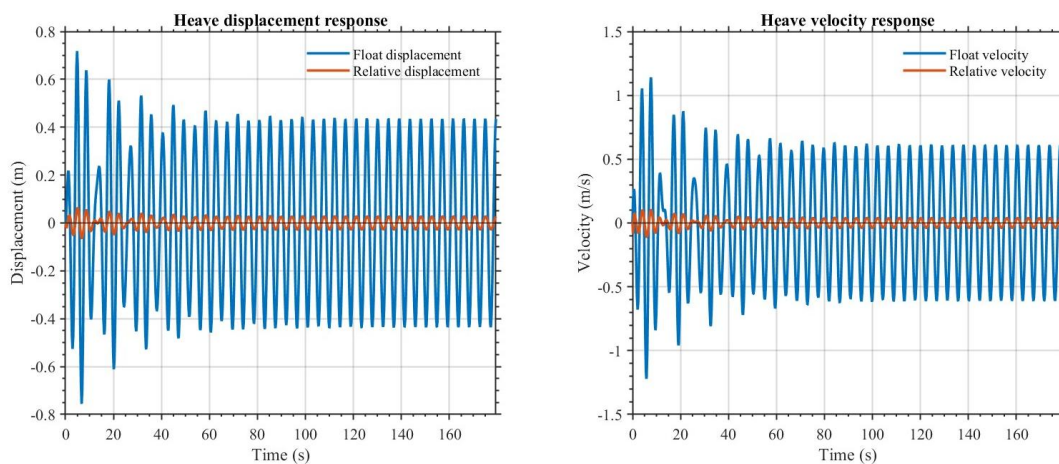 Heave displacement response
Float displacement
Relative displacement
0.8
0.6
0.4
0.2
0
-0.2
-0.4
-0.6
-0.8
Displacement (m)
0 20 40 60 80 100 120 140 160
Time (s)
Heave velocity response
Float velocity
Relative velocity
1.5
1
0.5
0
-0.5
-1
-1.5
Velocity (m/s)
0 20 40 60 80 100 120 140 160
Time (s)